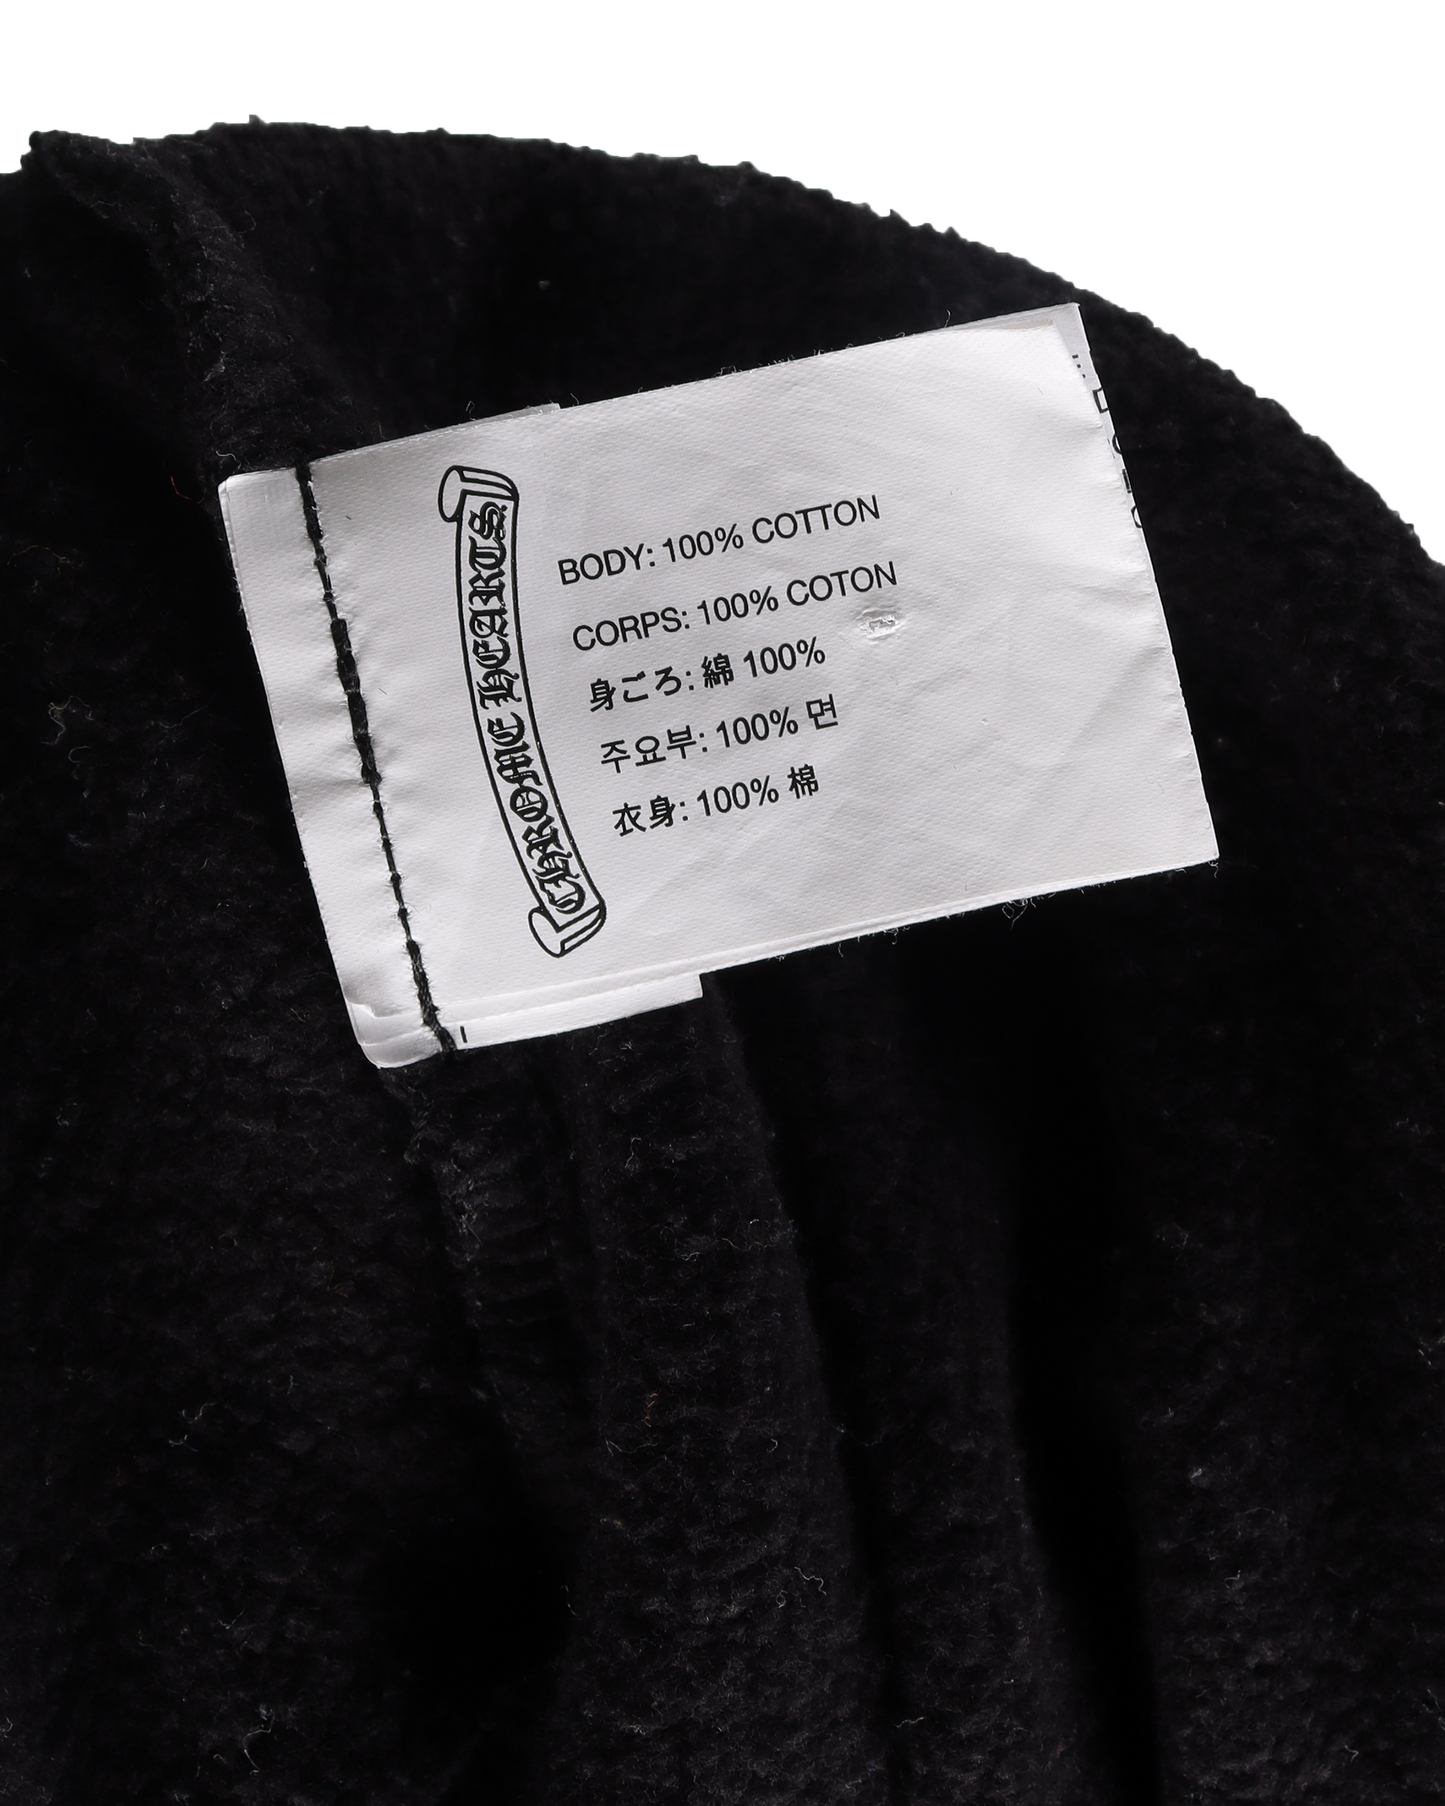 CHROME HEARTS
BODY: 100% COTTON
CORPS: 100% COTON
身ごろ: 綿 100%
주요부: 100% 면
衣身: 100% 棉